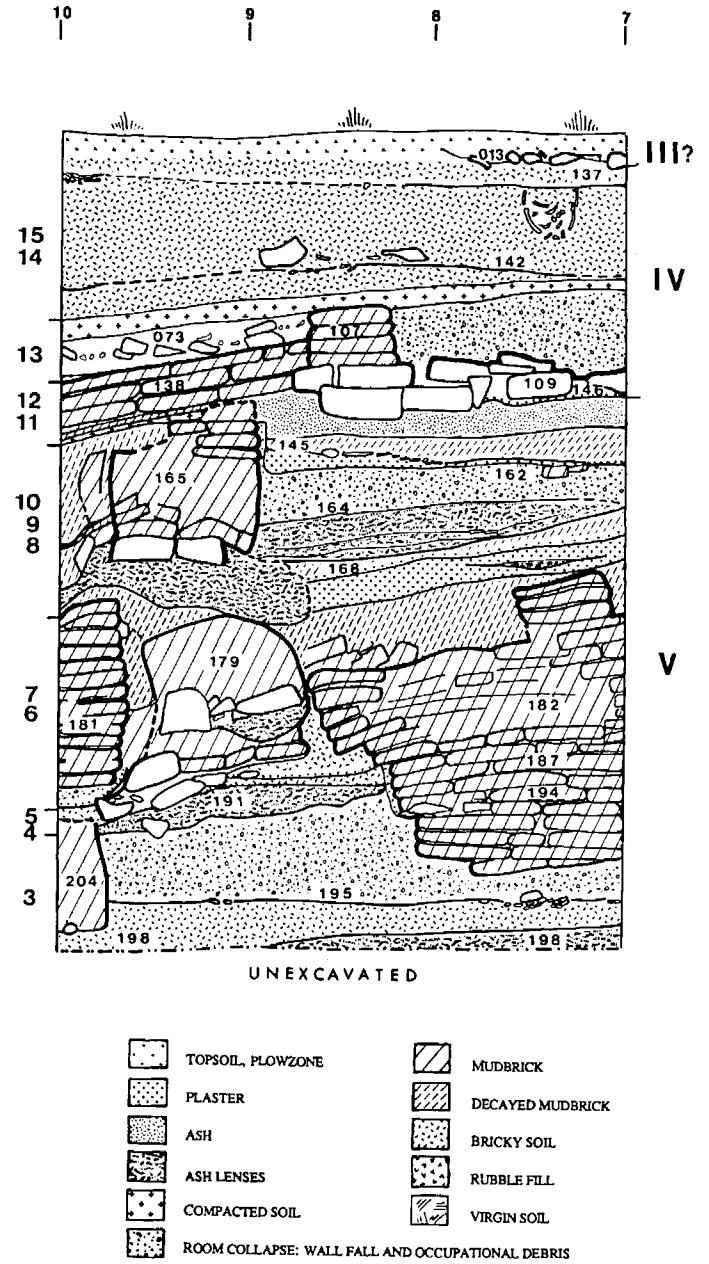 10 9 8 7
III?
013
137
15
14
142
IV
107
073
13
138
109
146
12
11
145
165
162
10
164
9
8
168
179
V
7
182
6
181
187
191
194
5
4
204
3
195
198 198
UNEXCAVATED
TOPSOIL, PLOWZONE
MUDBRICK
PLASTER
DECAYED MUDBRICK
ASH
BRICKY SOIL
ASH LENSES
RUBBLE FILL
COMPACTED SOIL
VIRGIN SOIL
ROOM COLLAPSE: WALL FALL AND OCCUPATIONAL DEBRIS